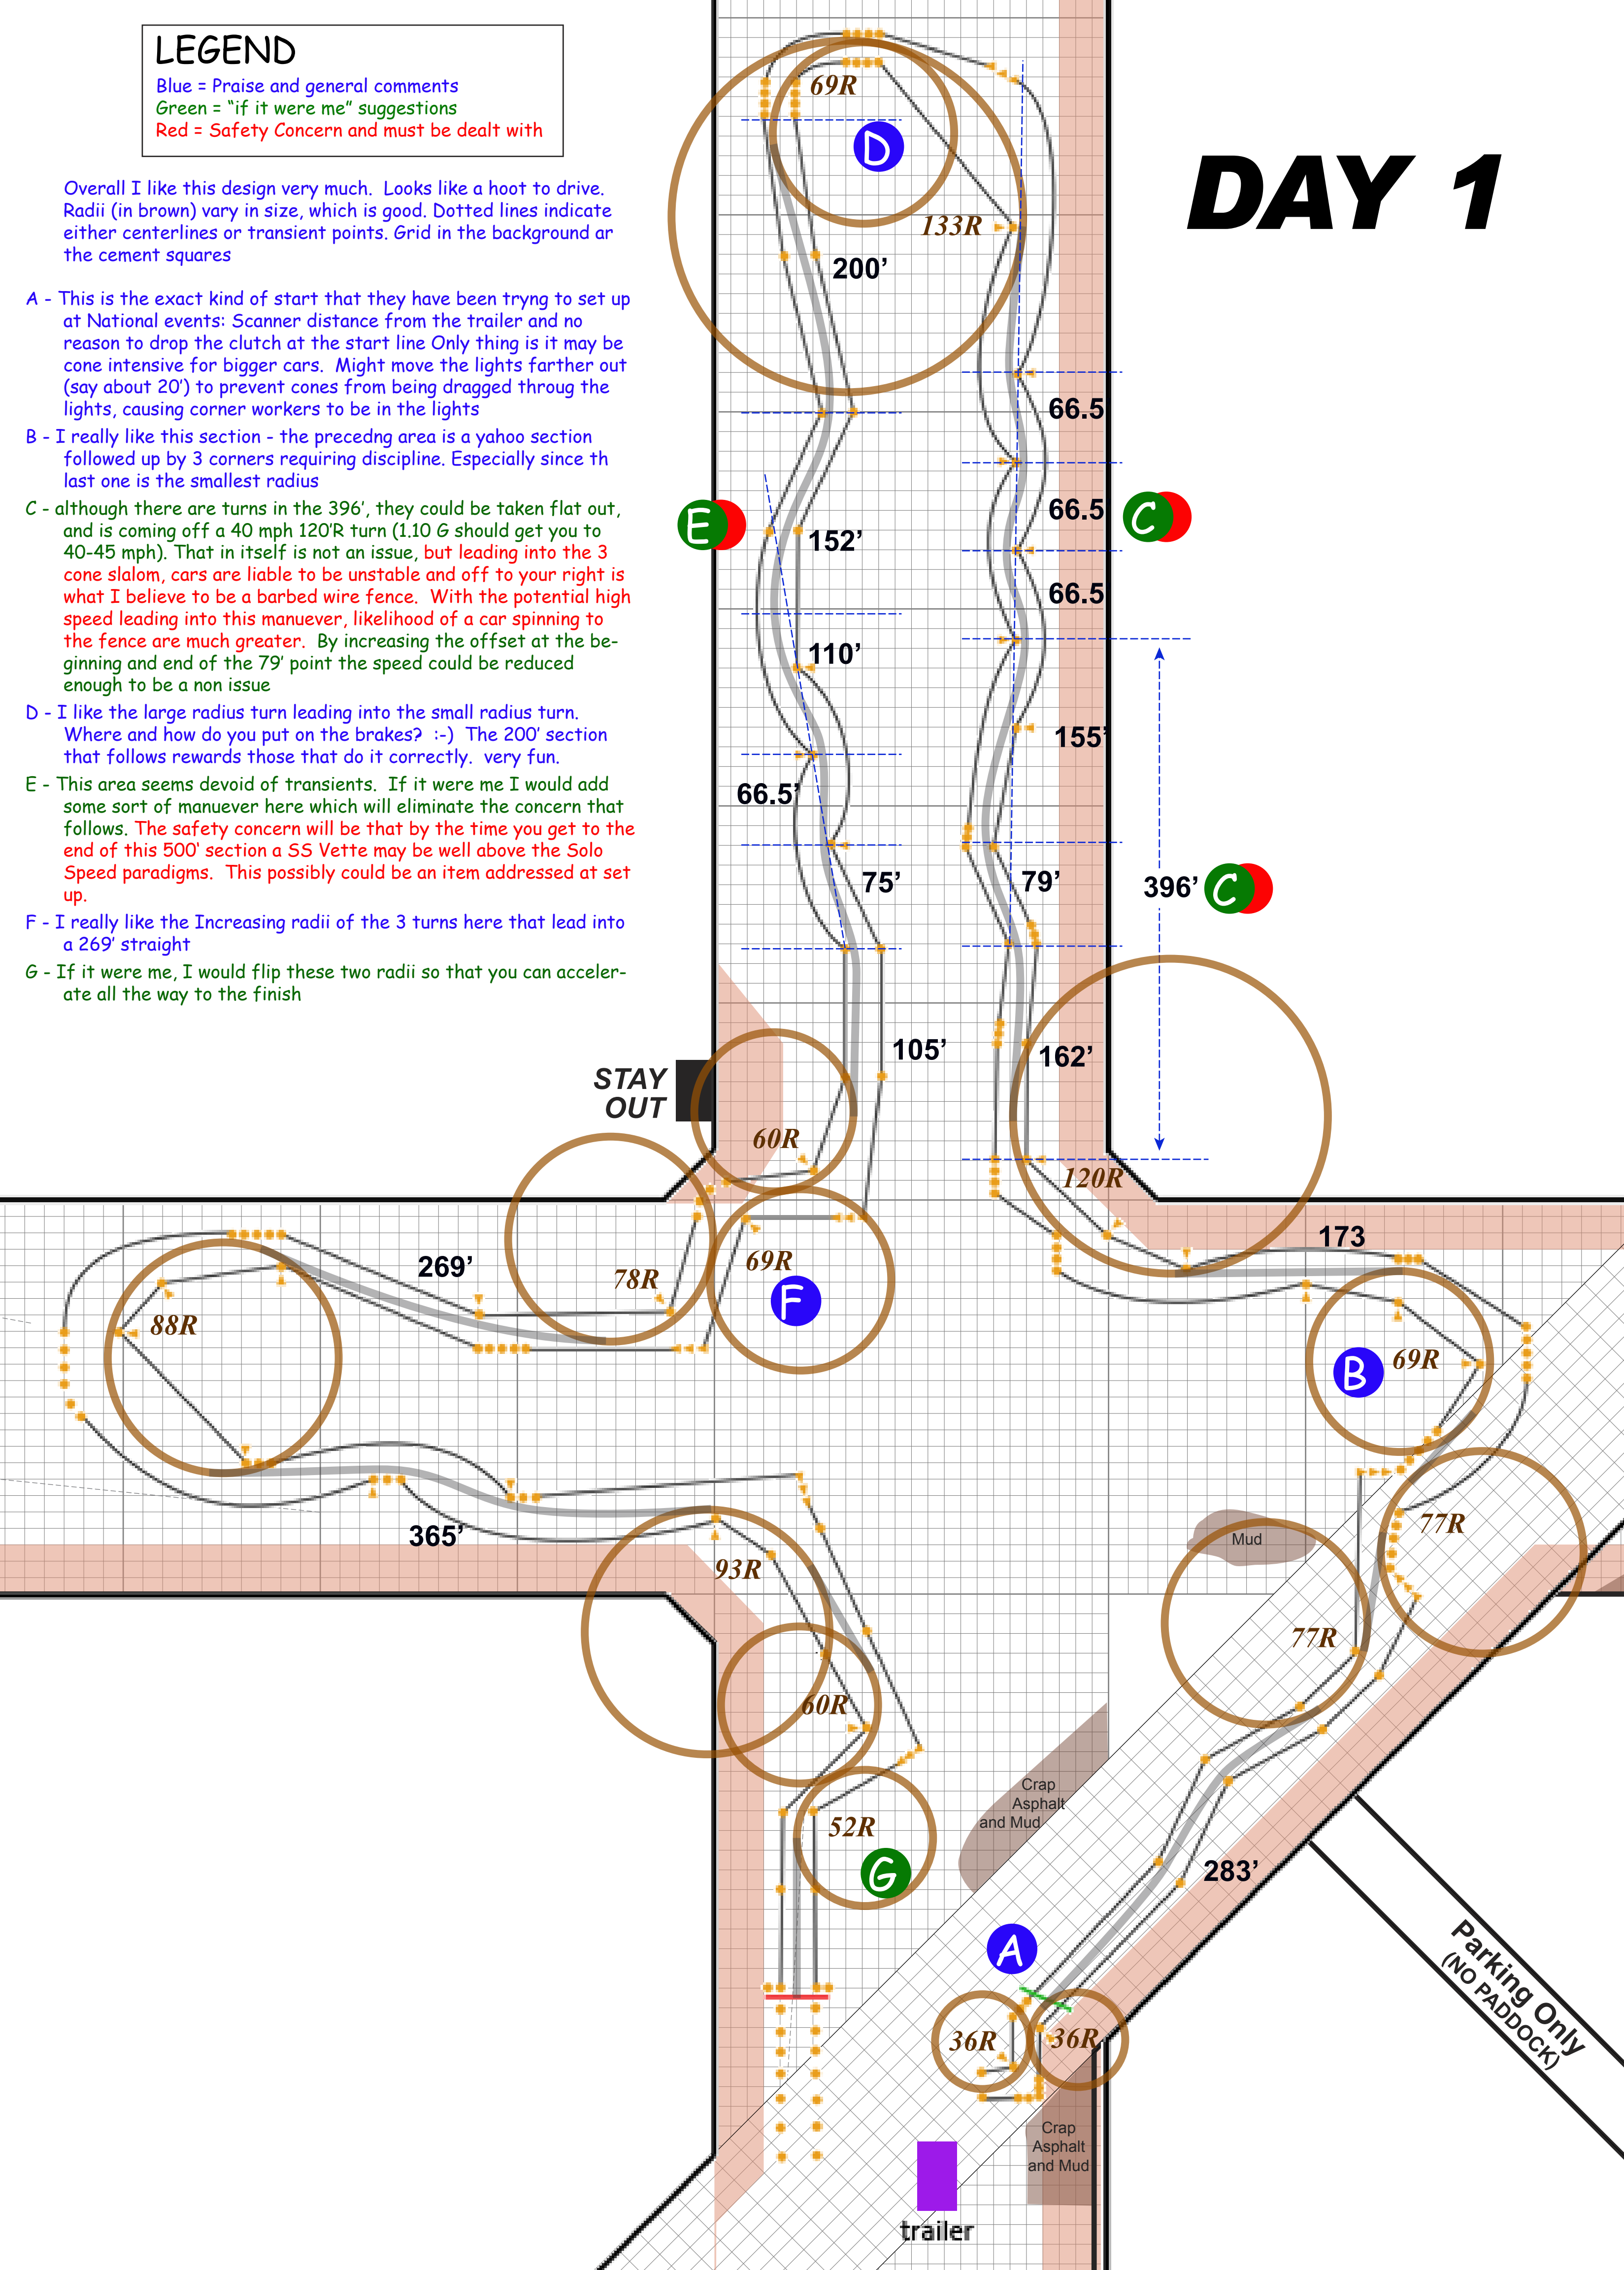 LEGEND
Blue = Praise and general comments
Green = “if it were me” suggestions
Red = Safety Concern and must be dealt with
DAY 1
Overall I like this design very much.  Looks like a hoot to drive.
Radii (in brown) vary in size, which is good. Dotted lines indicate
either centerlines or transient points. Grid in the background ar
the cement squares
A - This is the exact kind of start that they have been tryng to set up
at National events: Scanner distance from the trailer and no
reason to drop the clutch at the start line Only thing is it may be
cone intensive for bigger cars.  Might move the lights farther out
(say about 20’) to prevent cones from being dragged throug the
lights, causing corner workers to be in the lights
B - I really like this section - the precedng area is a yahoo section
followed up by 3 corners requiring discipline. Especially since th
last one is the smallest radius
C - although there are turns in the 396’, they could be taken flat out,
and is coming off a 40 mph 120’R turn (1.10 G should get you to
40-45 mph). That in itself is not an issue, but leading into the 3
cone slalom, cars are liable to be unstable and off to your right is
what I believe to be a barbed wire fence.  With the potential high
speed leading into this manuever, likelihood of a car spinning to
the fence are much greater.  By increasing the offset at the be-
ginning and end of the 79’ point the speed could be reduced
enough to be a non issue
D - I like the large radius turn leading into the small radius turn.
Where and how do you put on the brakes?  :-)  The 200’ section
that follows rewards those that do it correctly.  very fun.
E - This area seems devoid of transients.  If it were me I would add
some sort of manuever here which will eliminate the concern that
follows. The safety concern will be that by the time you get to the
end of this 500‘ section a SS Vette may be well above the Solo
Speed paradigms.  This possibly could be an item addressed at set
up.
F - I really like the Increasing radii of the 3 turns here that lead into
a 269’ straight
G - If it were me, I would flip these two radii so that you can acceler-
ate all the way to the finish
69R
D
133R
200’
66.5
E
C
66.5
152’
66.5
110’
155’
66.5’
75’
79’
396’
C
105’
162’
STAY
OUT
60R
120R
173
269’
78R
69R
F
88R
69R
B
365’
77R
Mud
93R
77R
60R
Crap
Asphalt
and Mud
52R
G
283’
A
Parking Only
(NO PADDOCK)
36R
36R
Crap
Asphalt
and Mud
trailer